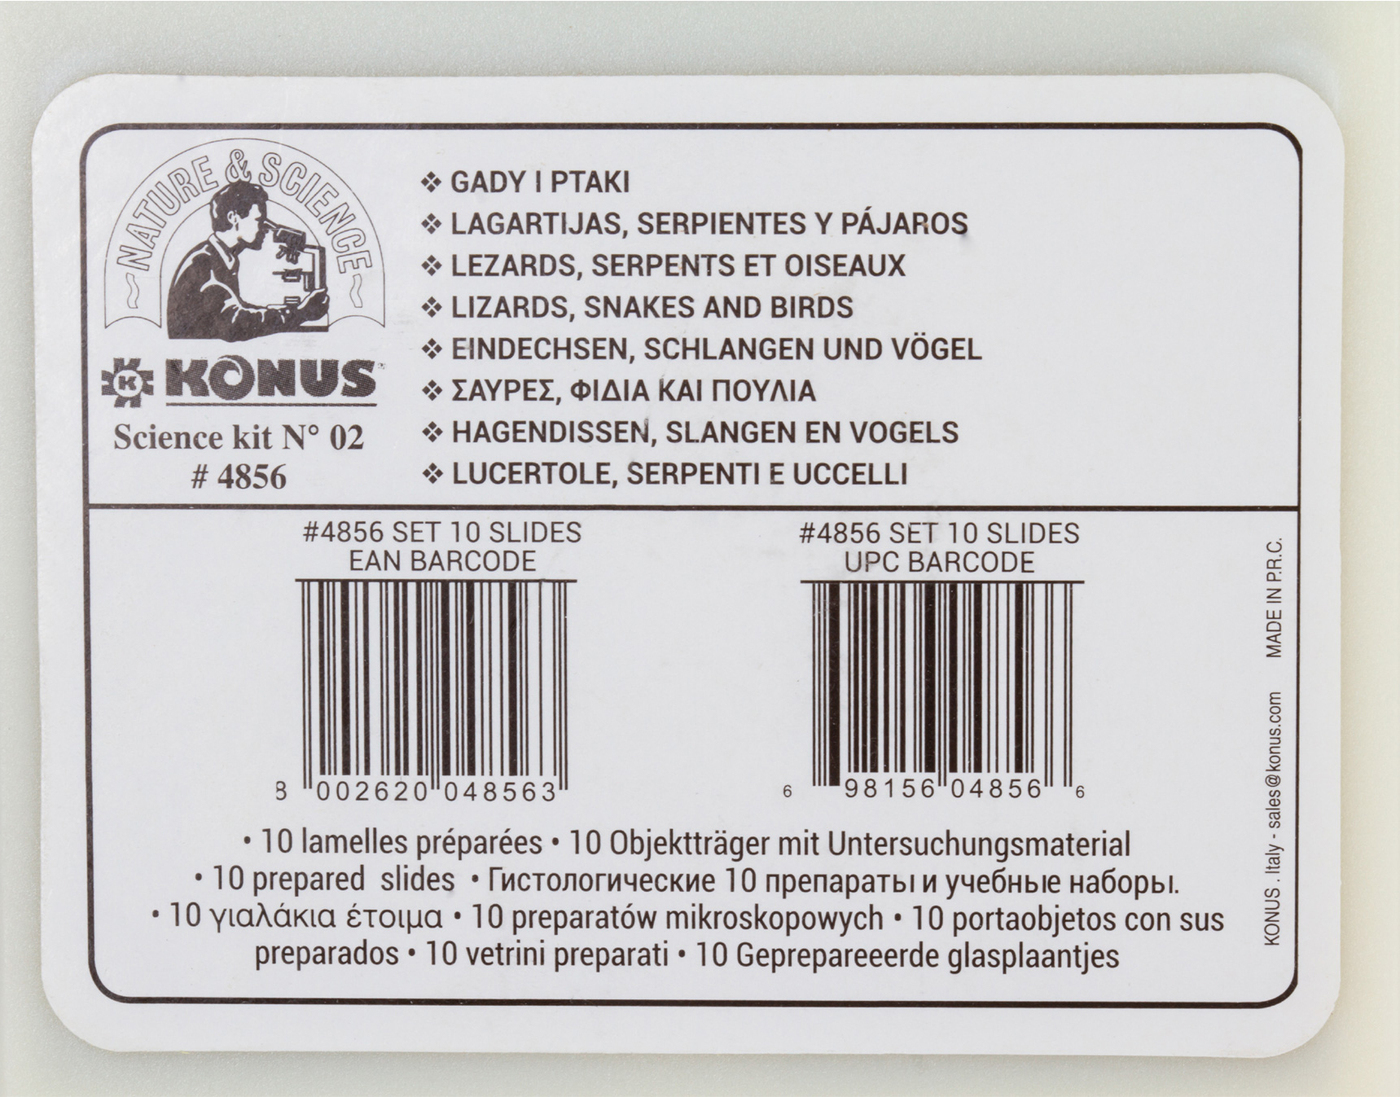 ~NATURE & SCIENCE~
K KONUS
Science kit N° 02
# 4856
❖ GADY I PTAKI
❖ LAGARTIJAS, SERPIENTES Y PÁJAROS
❖ LEZARDS, SERPENTS ET OISEAUX
❖ LIZARDS, SNAKES AND BIRDS
❖ EINDECHSEN, SCHLANGEN UND VÖGEL
❖ ΣΑΥΡΕΣ, ΦΙΔΙΑ ΚΑΙ ΠΟΥΛΙΑ
❖ HAGENDISSEN, SLANGEN EN VOGELS
❖ LUCERTOLE, SERPENTI E UCCELLI
#4856 SET 10 SLIDES
EAN BARCODE
8 002620 048563
#4856 SET 10 SLIDES
UPC BARCODE
6 98156 04856 6
• 10 lamelles préparées • 10 Objektträger mit Untersuchungsmaterial
• 10 prepared slides • Гистологические 10 препараты и учебные наборы.
• 10 γιαλάκια έτοιμα • 10 preparatów mikroskopowych • 10 portaobjetos con sus
preparados • 10 vetrini preparati • 10 Geprepareeerde glasplaantjes
KONUS . Italy - sales@konus.com MADE IN P.R.C.